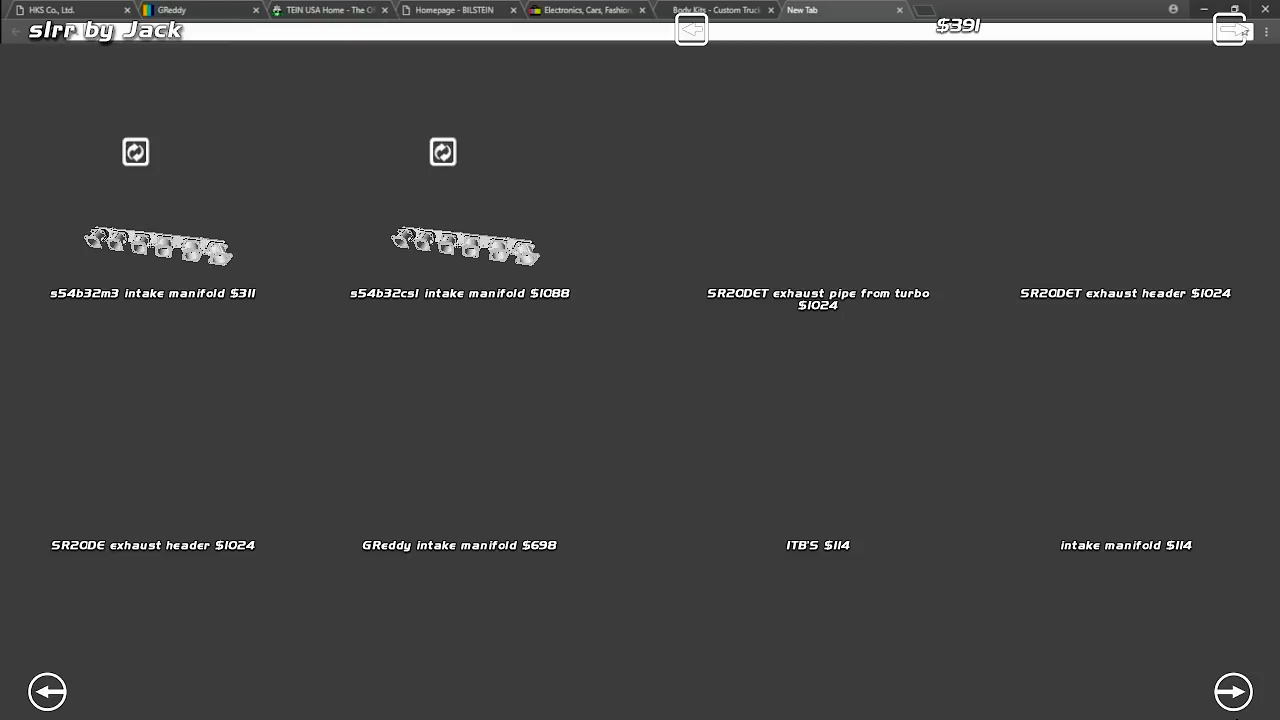 HKS Co., Ltd.
GReddy
TEIN USA Home - The O
Homepage - BILSTEIN
Electronics, Cars, Fashion,
Body Kits - Custom Truck
New Tab
slrr by Jack
$391
s54b32m3 intake manifold $311
s54b32csl intake manifold $1088
SR20DET exhaust pipe from turbo
$1024
SR20DET exhaust header $1024
SR20DE exhaust header $1024
GReddy intake manifold $698
ITB'S $114
intake manifold $114